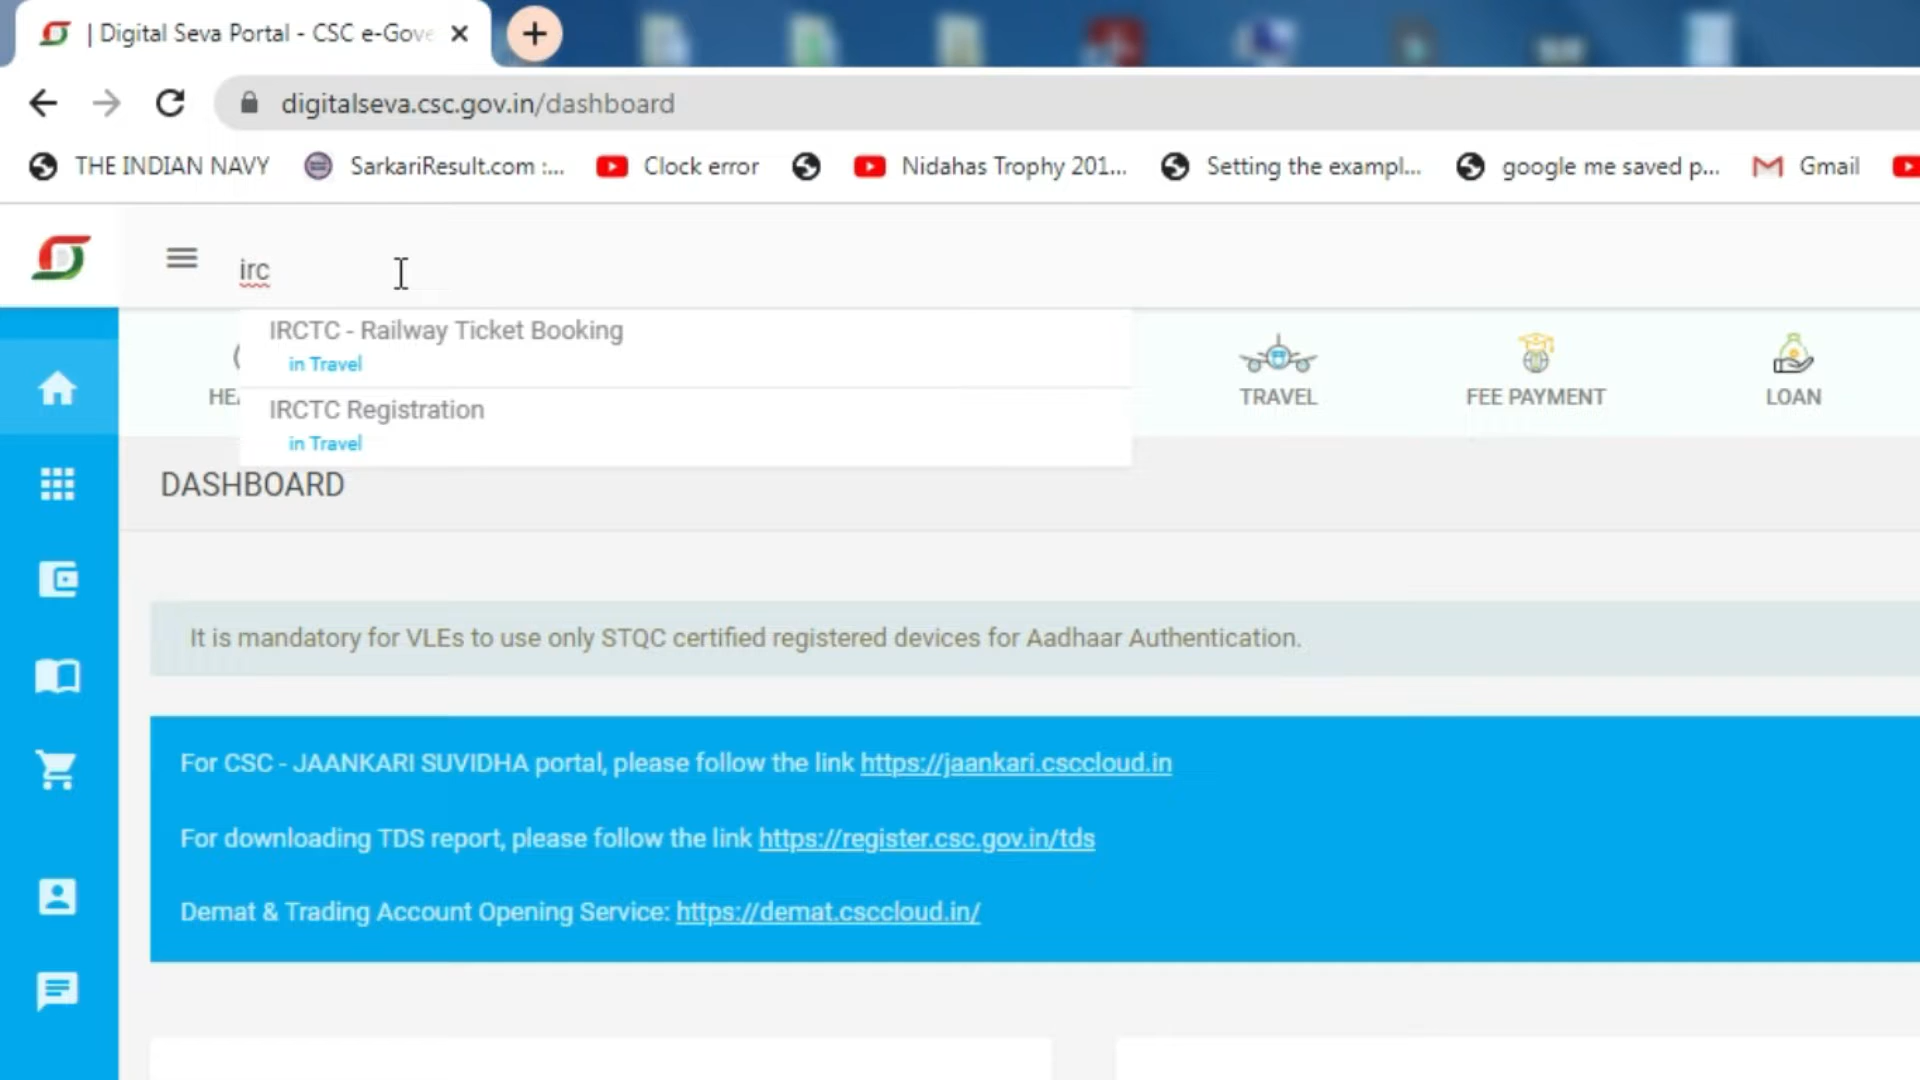 | Digital Seva Portal - CSC e-Gove
digitalseva.csc.gov.in/dashboard
THE INDIAN NAVY
SarkariResult.com :...
Clock error
Nidahas Trophy 201...
Setting the exampl...
google me saved p...
Gmail
irc
IRCTC - Railway Ticket Booking
in Travel
IRCTC Registration
in Travel
HEA
TRAVEL
FEE PAYMENT
LOAN
DASHBOARD
It is mandatory for VLEs to use only STQC certified registered devices for Aadhaar Authentication.
For CSC - JAANKARI SUVIDHA portal, please follow the link https://jaankari.csccloud.in
For downloading TDS report, please follow the link https://register.csc.gov.in/tds
Demat & Trading Account Opening Service: https://demat.csccloud.in/